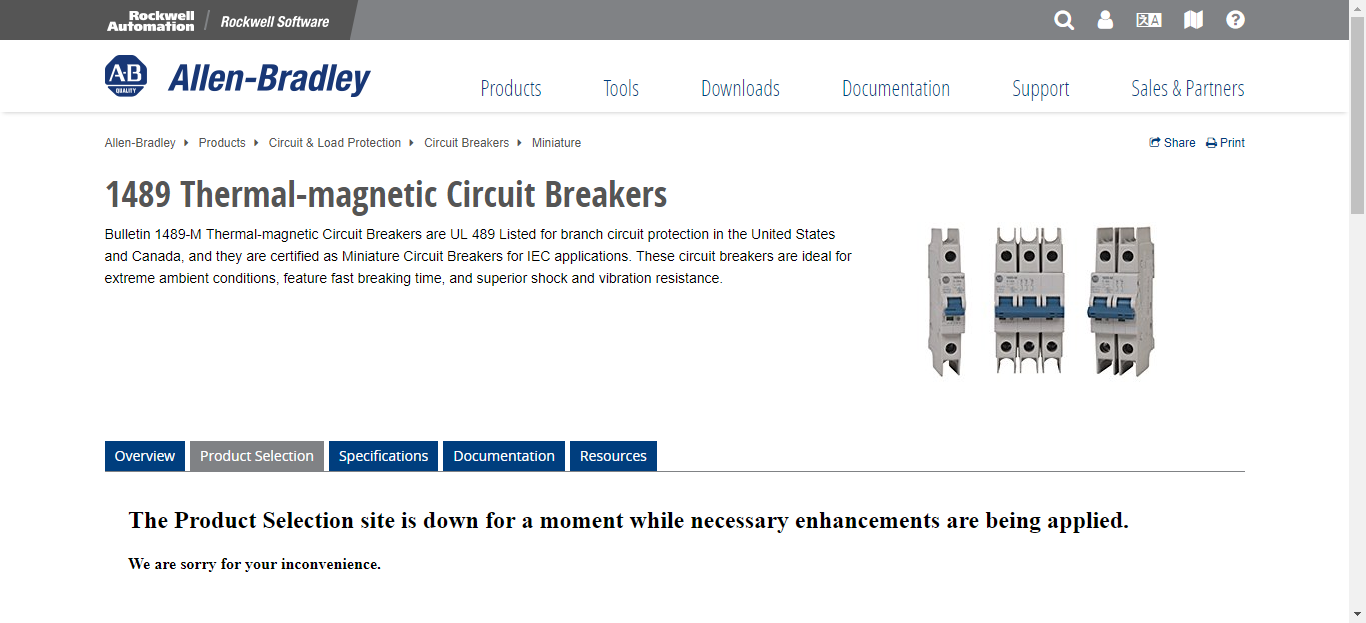 Rockwell Automation
Rockwell Software
A-B
QUALITY
Allen-Bradley
Products
Tools
Downloads
Documentation
Support
Sales & Partners
Allen-Bradley
Products
Circuit & Load Protection
Circuit Breakers
Miniature
Share
Print
1489 Thermal-magnetic Circuit Breakers
Bulletin 1489-M Thermal-magnetic Circuit Breakers are UL 489 Listed for branch circuit protection in the United States
and Canada, and they are certified as Miniature Circuit Breakers for IEC applications. These circuit breakers are ideal for
extreme ambient conditions, feature fast breaking time, and superior shock and vibration resistance.
Overview
Product Selection
Specifications
Documentation
Resources
The Product Selection site is down for a moment while necessary enhancements are being applied.
We are sorry for your inconvenience.